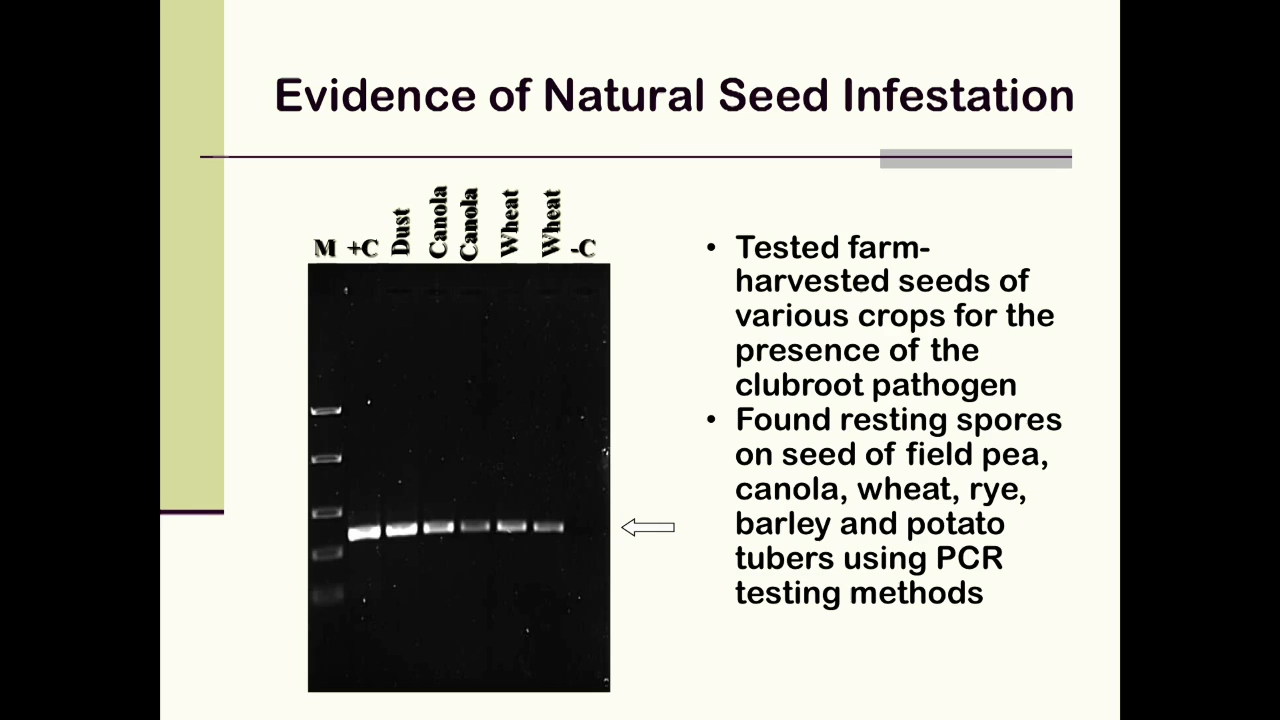 Evidence of Natural Seed Infestation
M +C Dust Canola Canola Wheat Wheat -C
• Tested farm-
harvested seeds of
various crops for the
presence of the
clubroot pathogen
• Found resting spores
on seed of field pea,
canola, wheat, rye,
barley and potato
tubers using PCR
testing methods